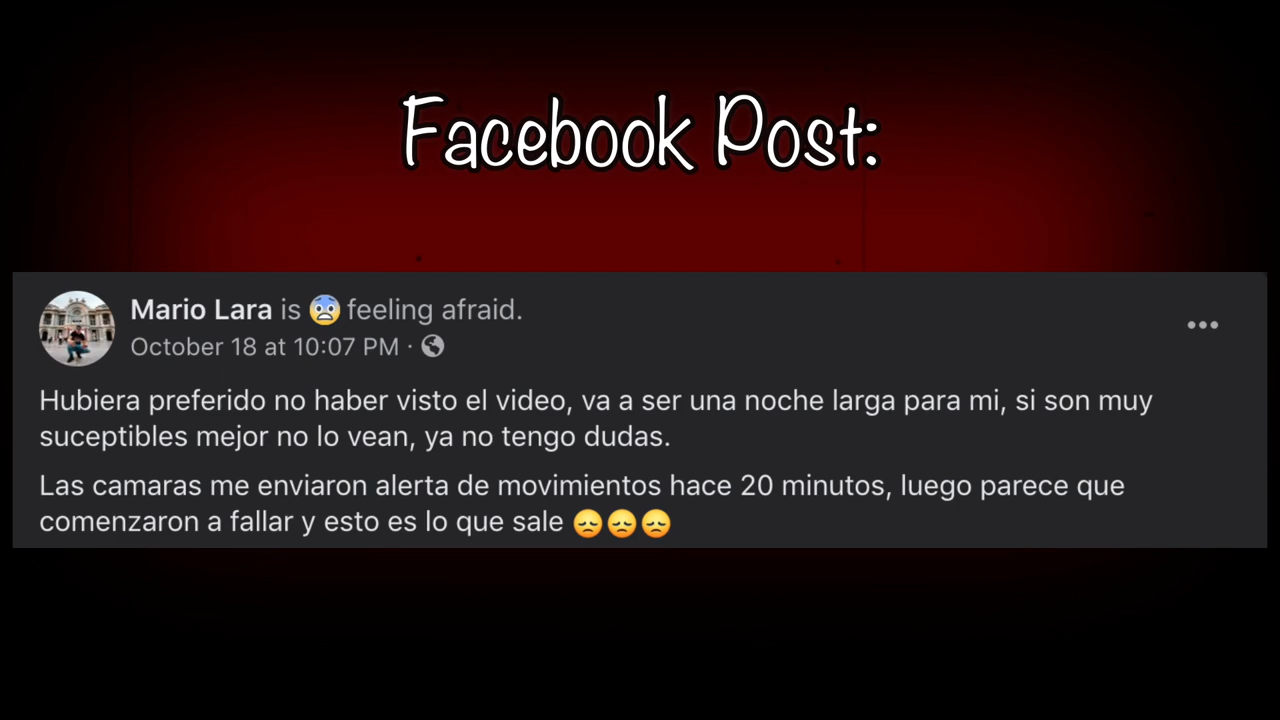 Facebook Post:
Mario Lara is 😨 feeling afraid.
October 18 at 10:07 PM ·
Hubiera preferido no haber visto el video, va a ser una noche larga para mi, si son muy
suceptibles mejor no lo vean, ya no tengo dudas.
Las camaras me enviaron alerta de movimientos hace 20 minutos, luego parece que
comenzaron a fallar y esto es lo que sale 😞😞😞